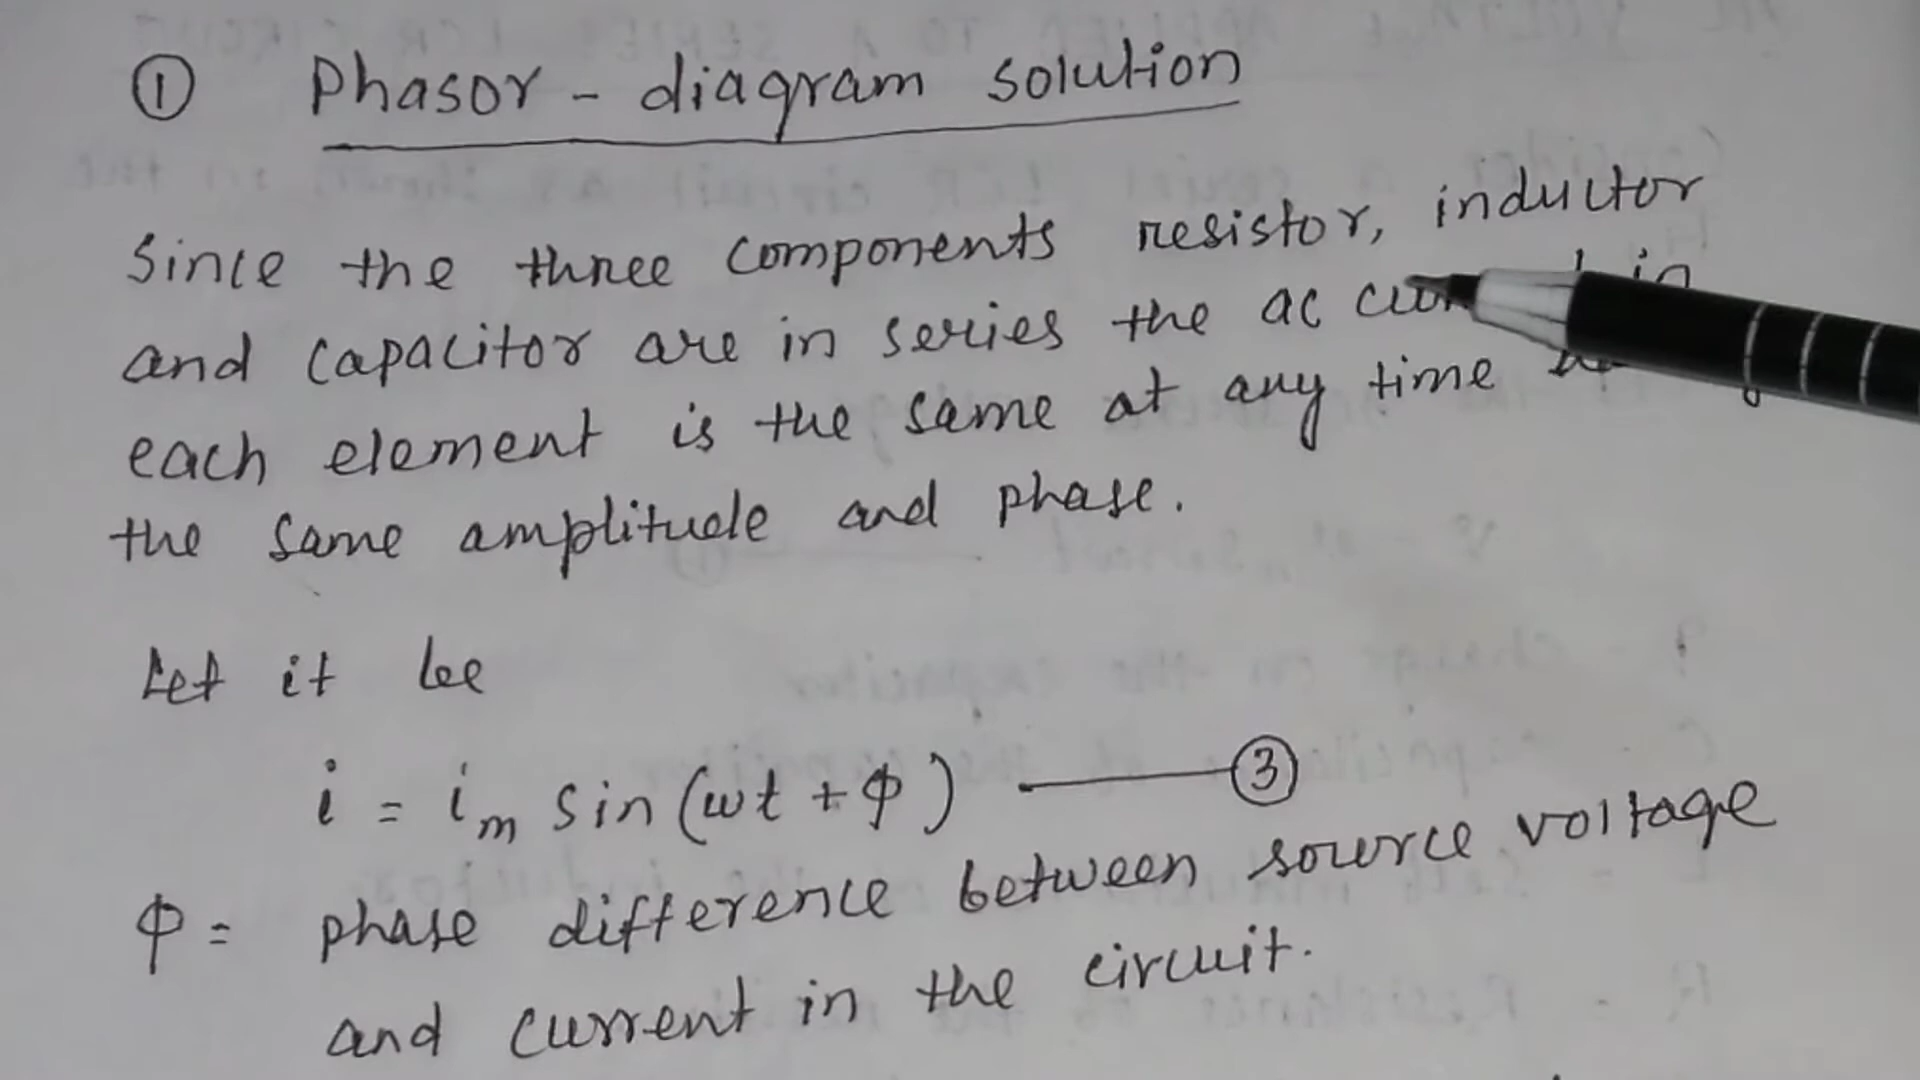 ① Phasor - diagram solution
Since the three components resistor, inductor
and capacitor are in series the ac in
each element is the same at any time
the same amplitude and phase.
Let it be
i = iₘ sin (ωt + φ) —— ③
φ = phase difference between source voltage
and current in the circuit.